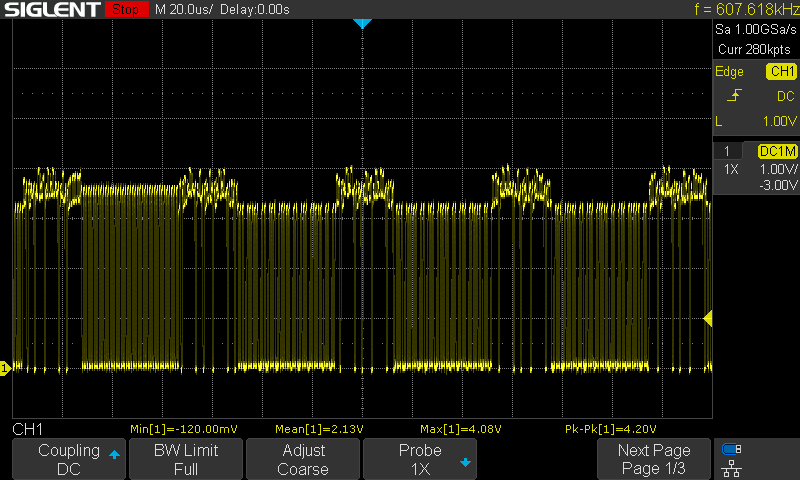 SIGLENT Stop M 20.0us/ Delay:0.00s f = 607.618kHz
Sa 1.00GSa/s
Curr 280kpts
Edge CH1
DC
L 1.00V
1 DC1M
1X 1.00V/
-3.00V
1
CH1 Min[1]=-120.00mV Mean[1]=2.13V Max[1]=4.08V Pk-Pk[1]=4.20V
Coupling BW Limit Adjust Probe Next Page
DC Full Coarse 1X Page 1/3